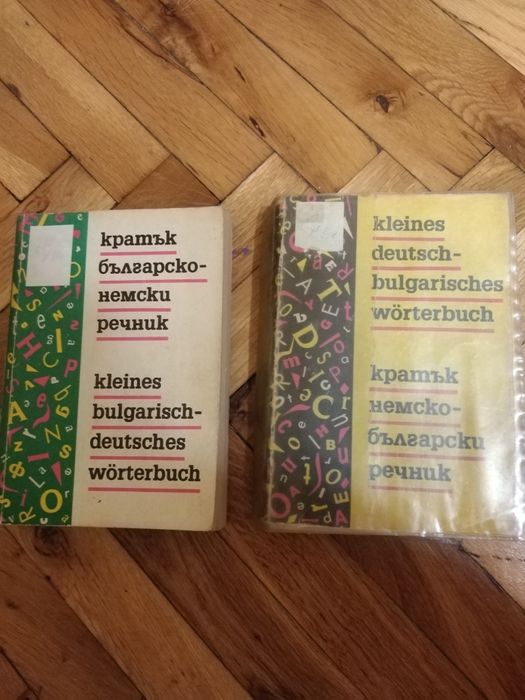 кратък
българско-
немски
речник
kleines
bulgarisch-
deutsches
wörterbuch
kleines
deutsch-
bulgarisches
wörterbuch
кратък
немско-
български
речник